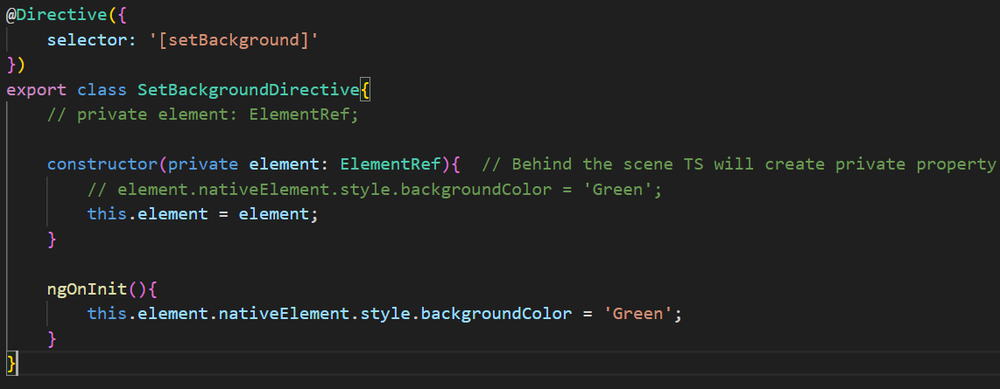 @Directive({
    selector: '[setBackground]'
})
export class SetBackgroundDirective{
    // private element: ElementRef;

    constructor(private element: ElementRef){  // Behind the scene TS will create private property
        // element.nativeElement.style.backgroundColor = 'Green';
        this.element = element;
    }

    ngOnInit(){
        this.element.nativeElement.style.backgroundColor = 'Green';
    }
}